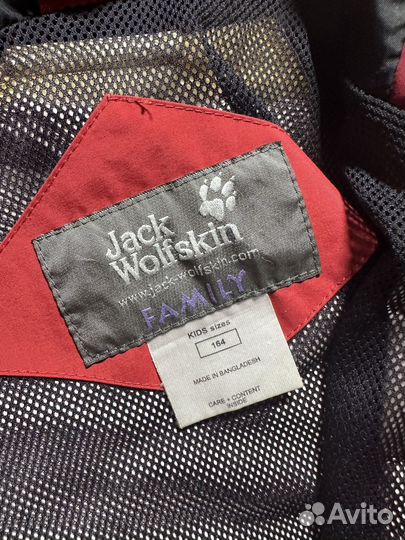 Jack
Wolfskin
www.jack-wolfskin.com
FAMILY
KIDS sizes
164
MADE IN BANGLADESH
CARE + CONTENT
INSIDE
Avito